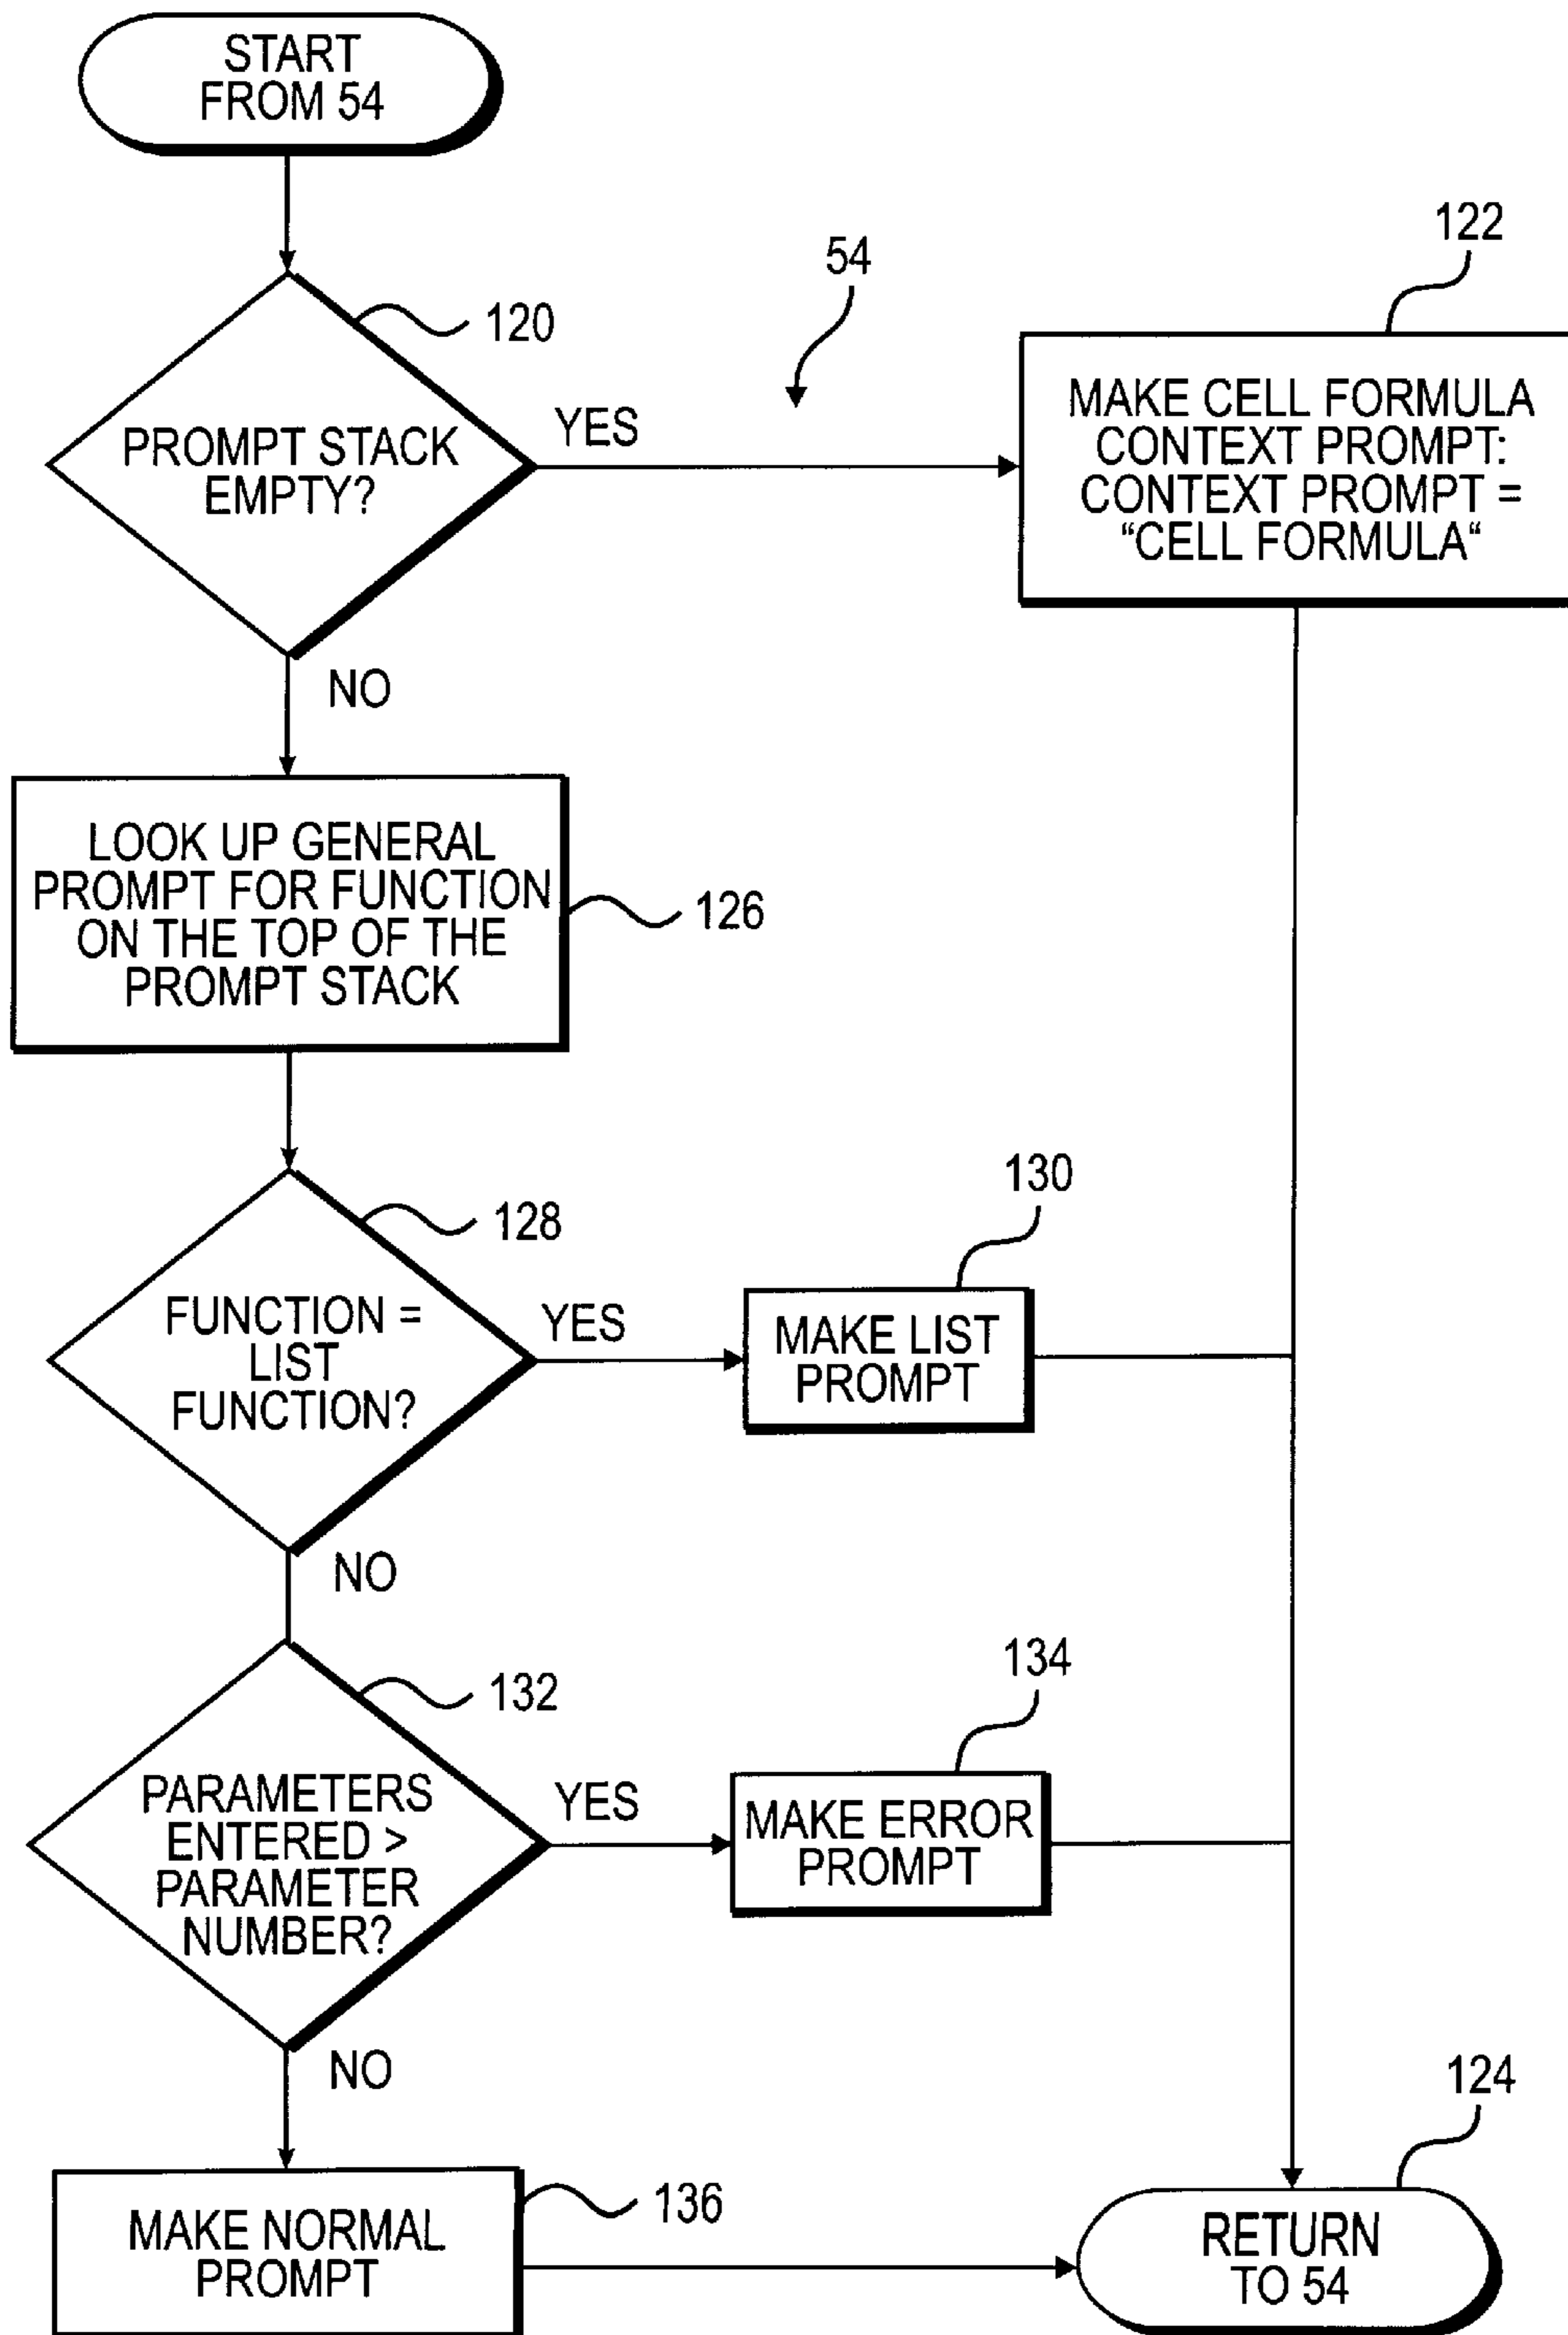 START
FROM 54
120
54
122
PROMPT STACK
EMPTY?
YES
MAKE CELL FORMULA
CONTEXT PROMPT:
CONTEXT PROMPT =
“CELL FORMULA“
NO
LOOK UP GENERAL
PROMPT FOR FUNCTION
ON THE TOP OF THE
PROMPT STACK
126
128
130
FUNCTION =
LIST
FUNCTION?
YES
MAKE LIST
PROMPT
NO
132
134
PARAMETERS
ENTERED >
PARAMETER
NUMBER?
YES
MAKE ERROR
PROMPT
NO
124
MAKE NORMAL
PROMPT
136
RETURN
TO 54